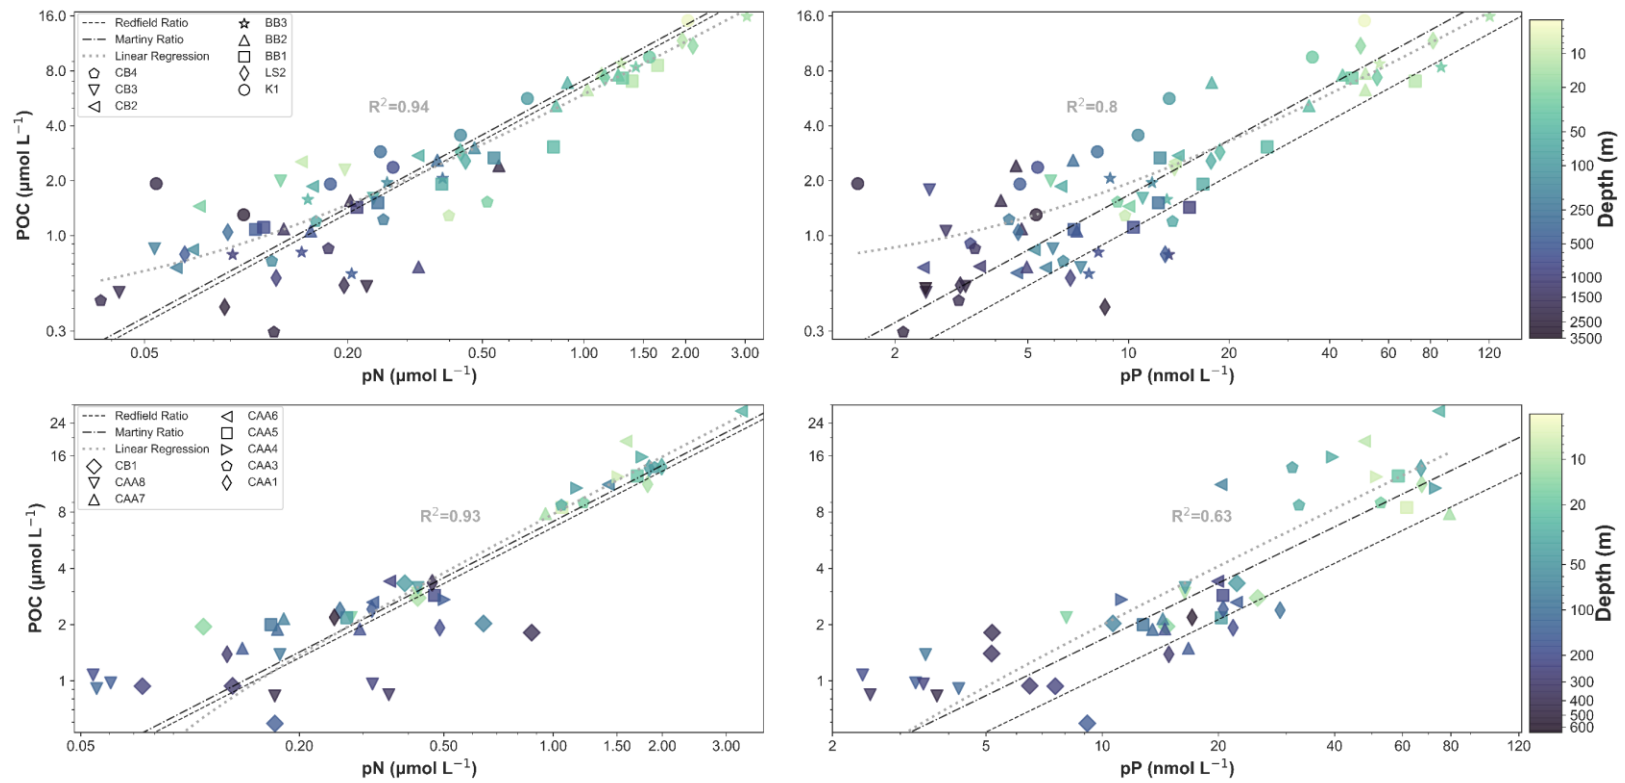 Redfield Ratio
Martiny Ratio
Linear Regression
CB4
CB3
CB2
BB3
BB2
BB1
LS2
K1
R²=0.94
16.0
8.0
4.0
2.0
1.0
0.3
POC (µmol L⁻¹)
0.05
0.20
0.50
1.00
1.50
2.00
3.00
pN (µmol L⁻¹)
R²=0.8
16.0
8.0
4.0
2.0
1.0
0.3
2
5
10
20
40
60
80
120
pP (nmol L⁻¹)
10
20
50
100
250
500
1000
1500
2500
3500
Depth (m)
Redfield Ratio
Martiny Ratio
Linear Regression
CB1
CAA8
CAA7
CAA6
CAA5
CAA4
CAA3
CAA1
R²=0.93
24
16
8
4
2
1
POC (µmol L⁻¹)
0.05
0.20
0.50
1.00
1.50
2.00
3.00
pN (µmol L⁻¹)
R²=0.63
24
16
8
4
2
1
2
5
10
20
40
60
80
120
pP (nmol L⁻¹)
10
20
50
100
200
300
400
500
600
Depth (m)